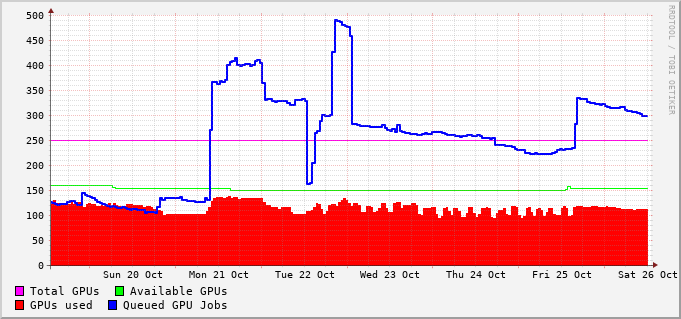 500
450
400
350
300
250
200
150
100
50
0
Sun 20 Oct Mon 21 Oct Tue 22 Oct Wed 23 Oct Thu 24 Oct Fri 25 Oct Sat 26 Oct
Total GPUs Available GPUs
GPUs used Queued GPU Jobs
RRDTOOL / TOBI OETIKER